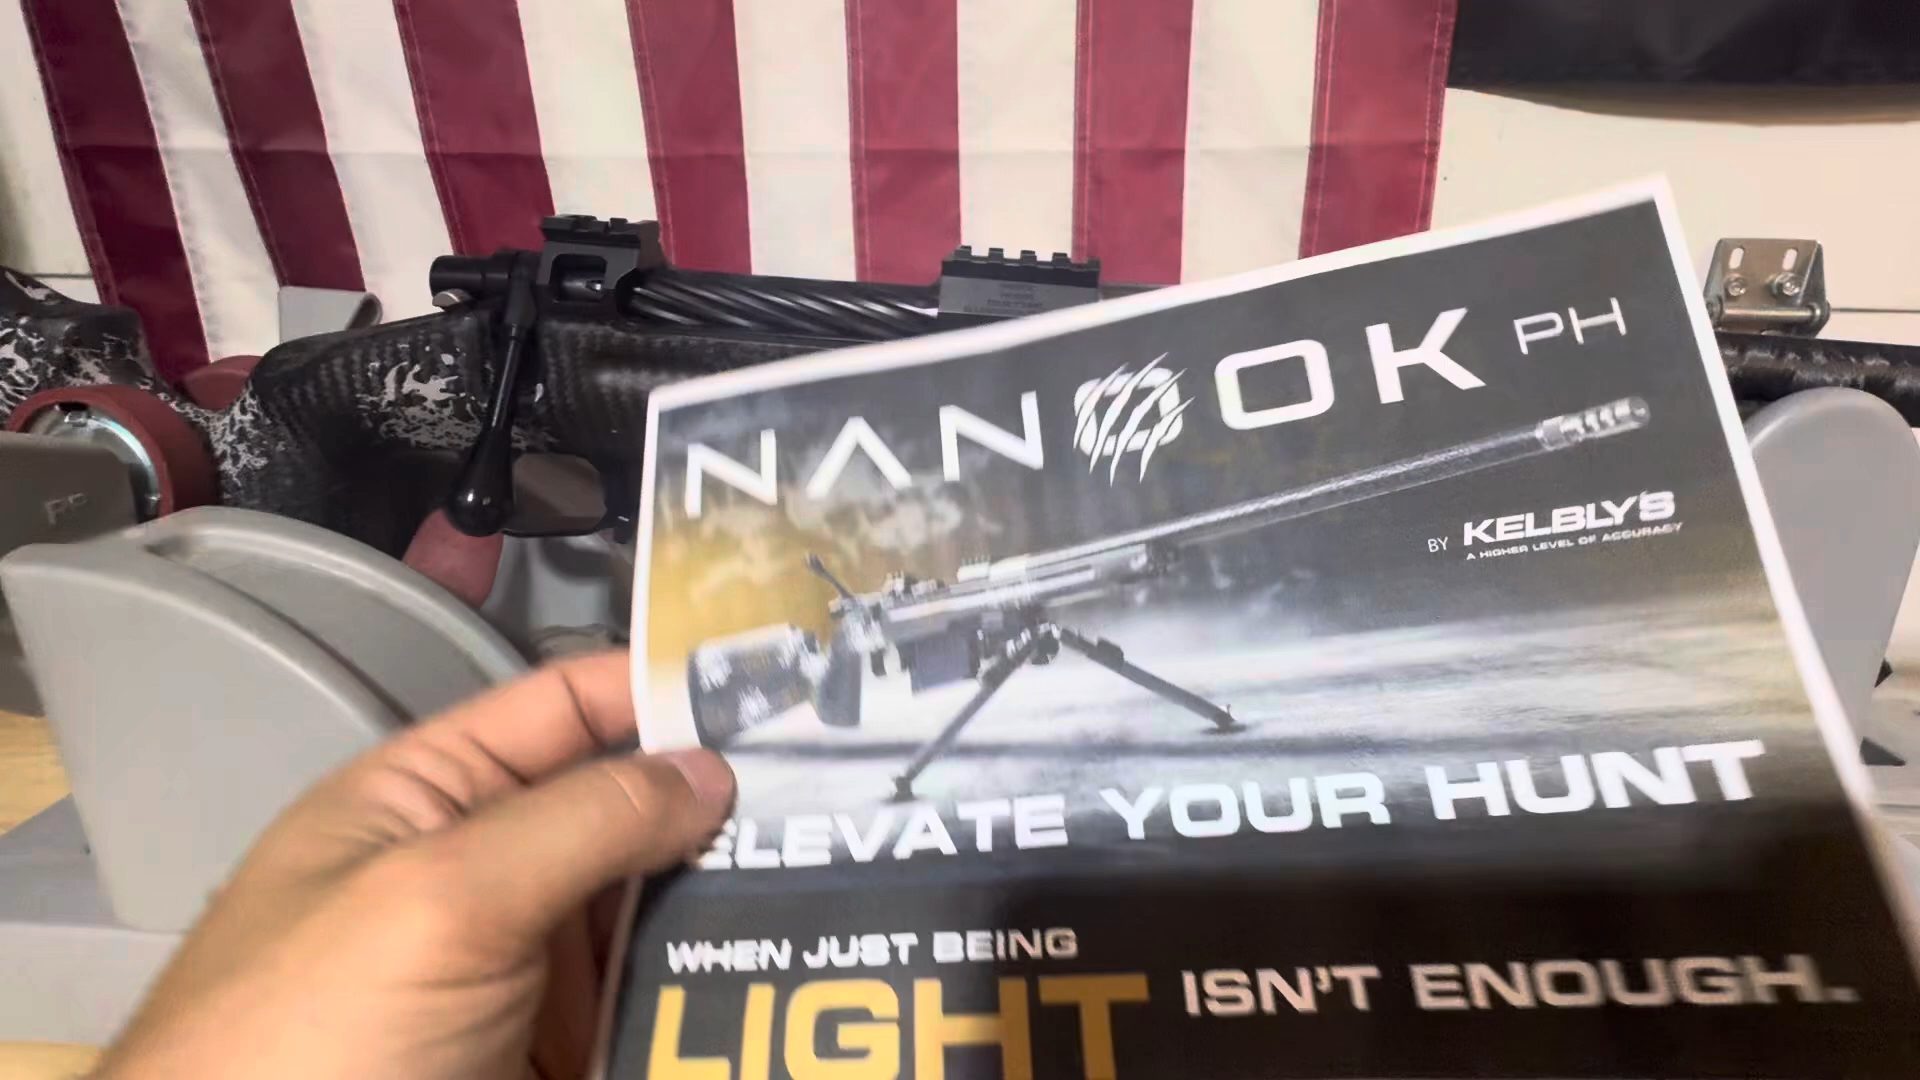 NANOOK PH
BY KELBLY'S
A HIGHER LEVEL OF ACCURACY
ELEVATE YOUR HUNT
WHEN JUST BEING
LIGHT ISN'T ENOUGH.